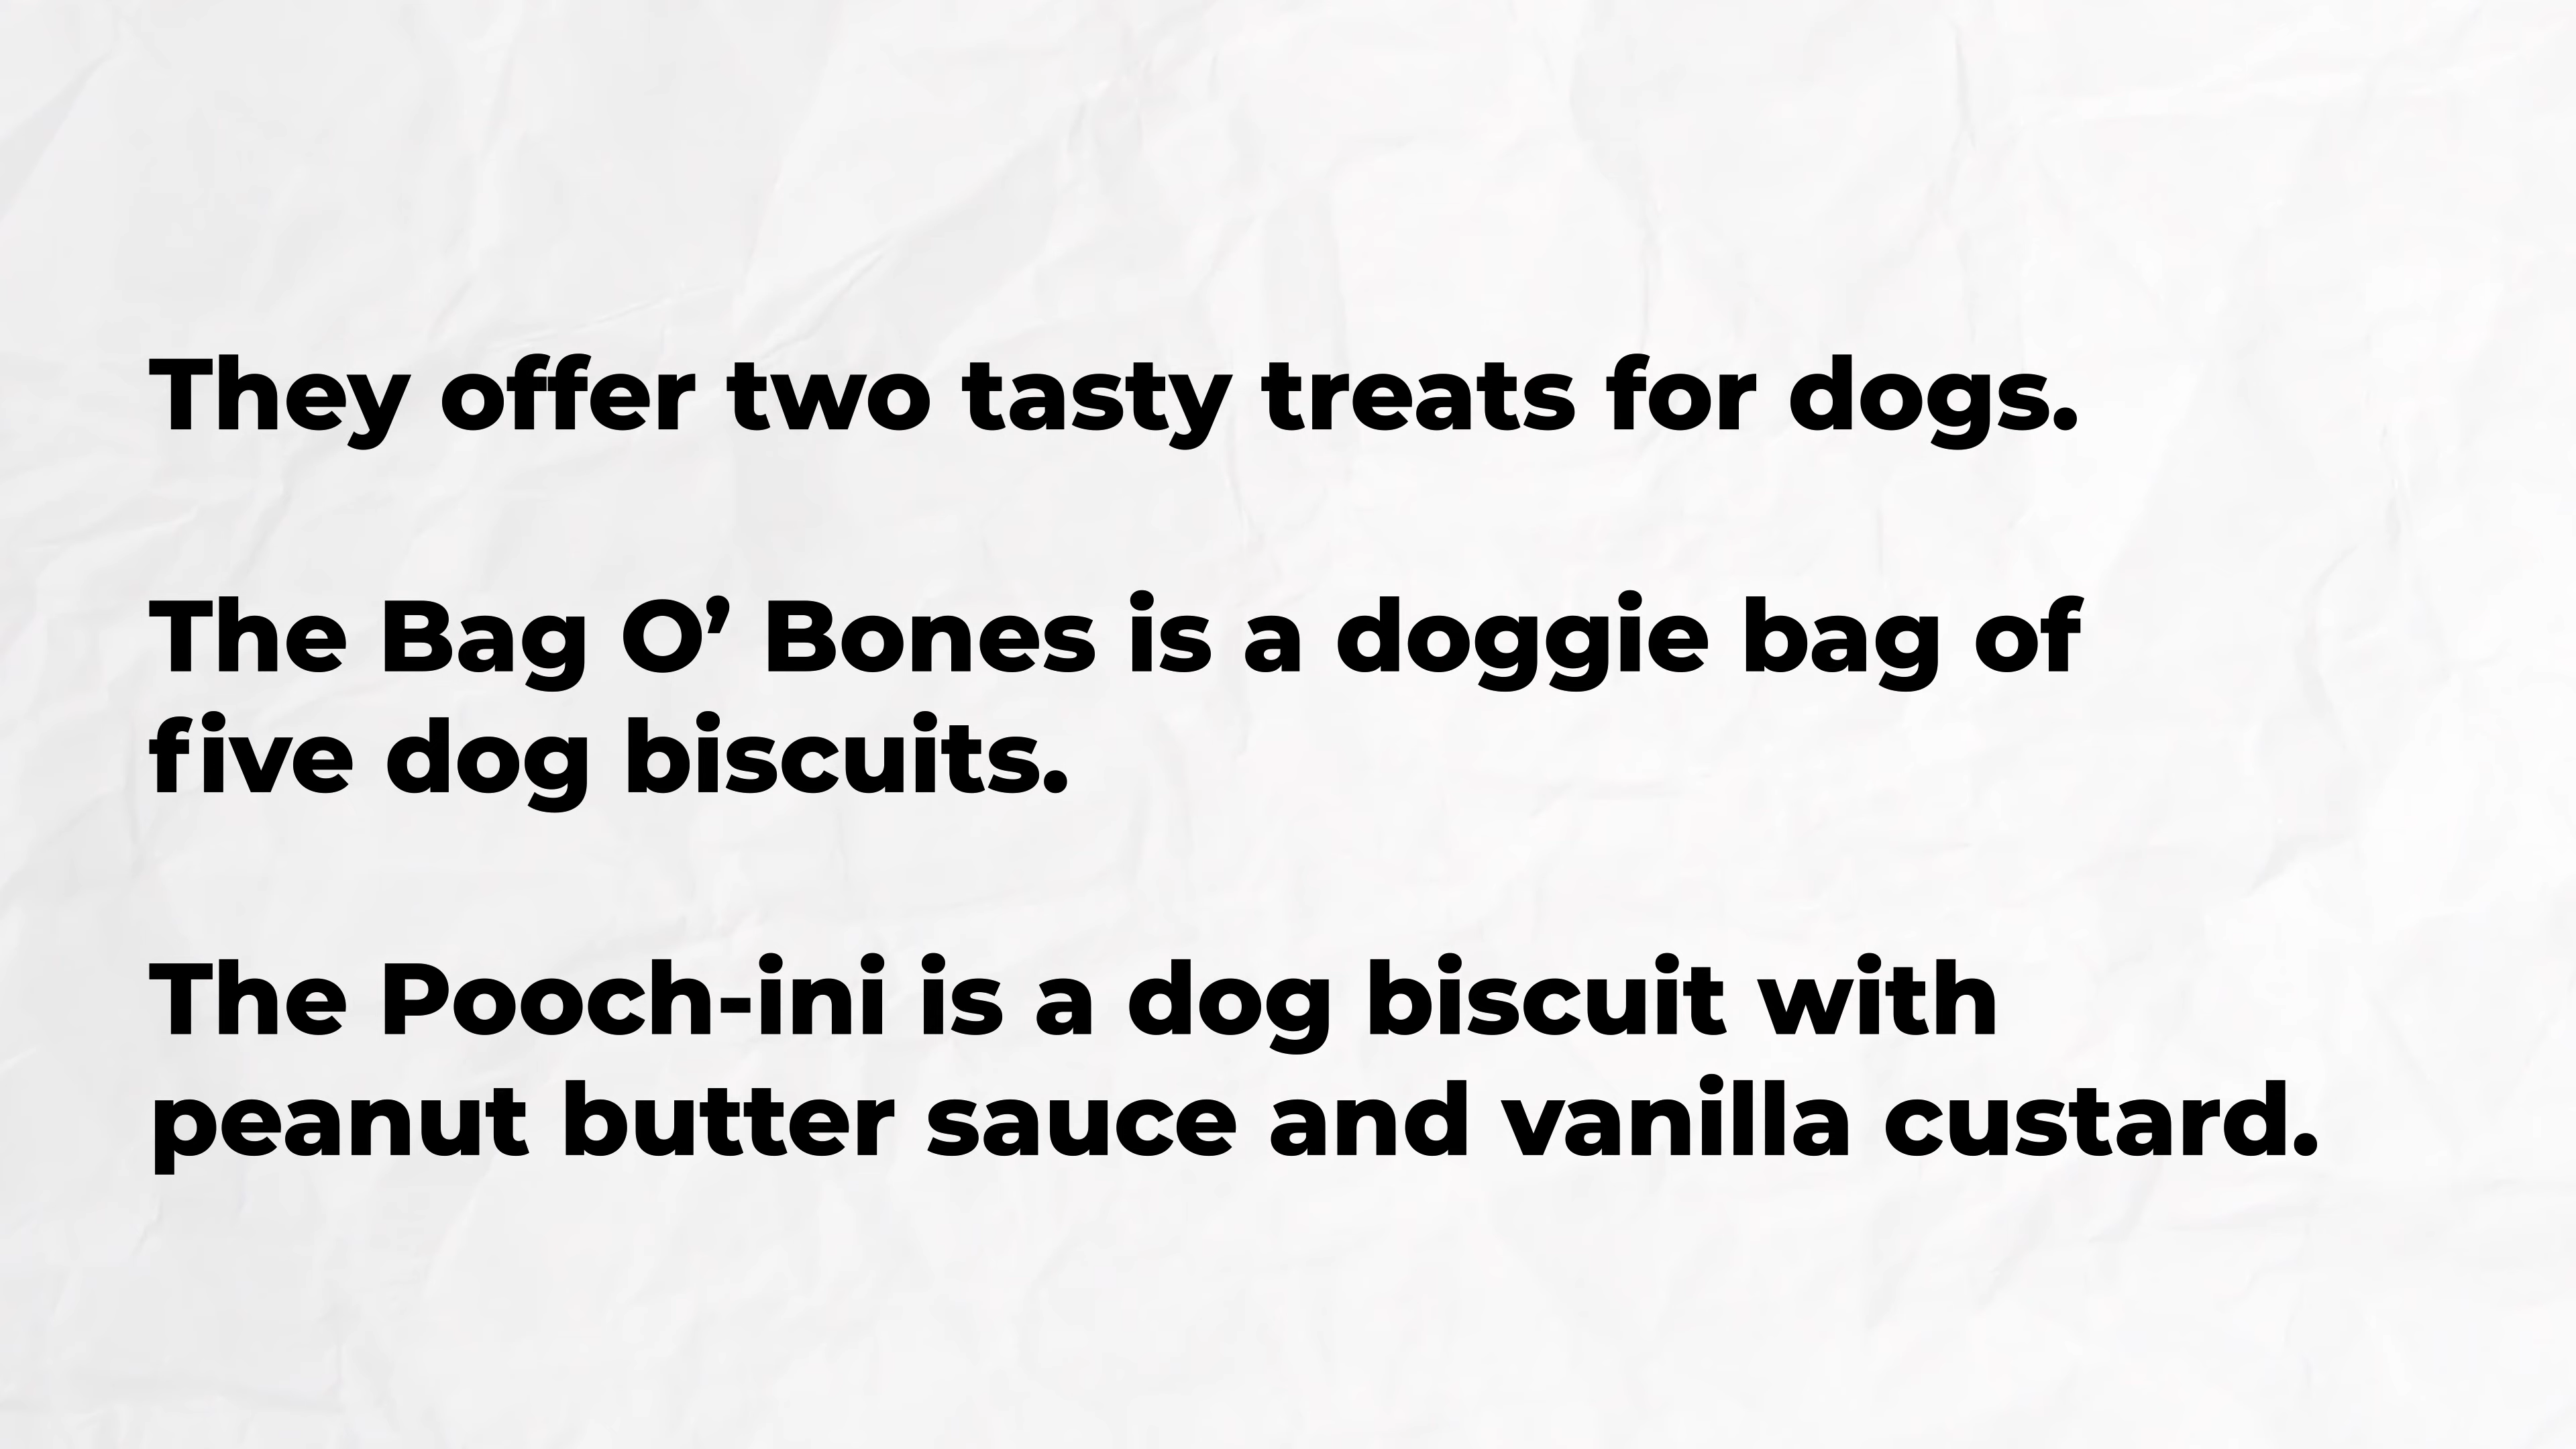 They offer two tasty treats for dogs.
The Bag O’ Bones is a doggie bag of
five dog biscuits.
The Pooch-ini is a dog biscuit with
peanut butter sauce and vanilla custard.